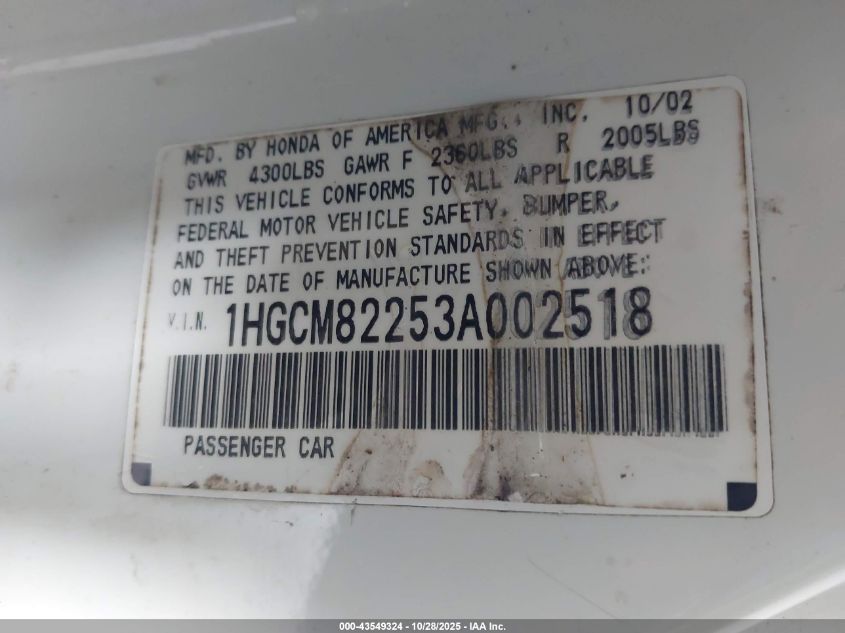 MFD. BY HONDA OF AMERICA MFG., INC. 10/02
GVWR 4300LBS GAWR F 2360LBS R 2005LBS
THIS VEHICLE CONFORMS TO ALL APPLICABLE
FEDERAL MOTOR VEHICLE SAFETY, BUMPER,
AND THEFT PREVENTION STANDARDS IN EFFECT
ON THE DATE OF MANUFACTURE SHOWN ABOVE:
V.I.N. 1HGCM82253A002518
PASSENGER CAR
000-43549324 - 10/28/2025 - IAA Inc.